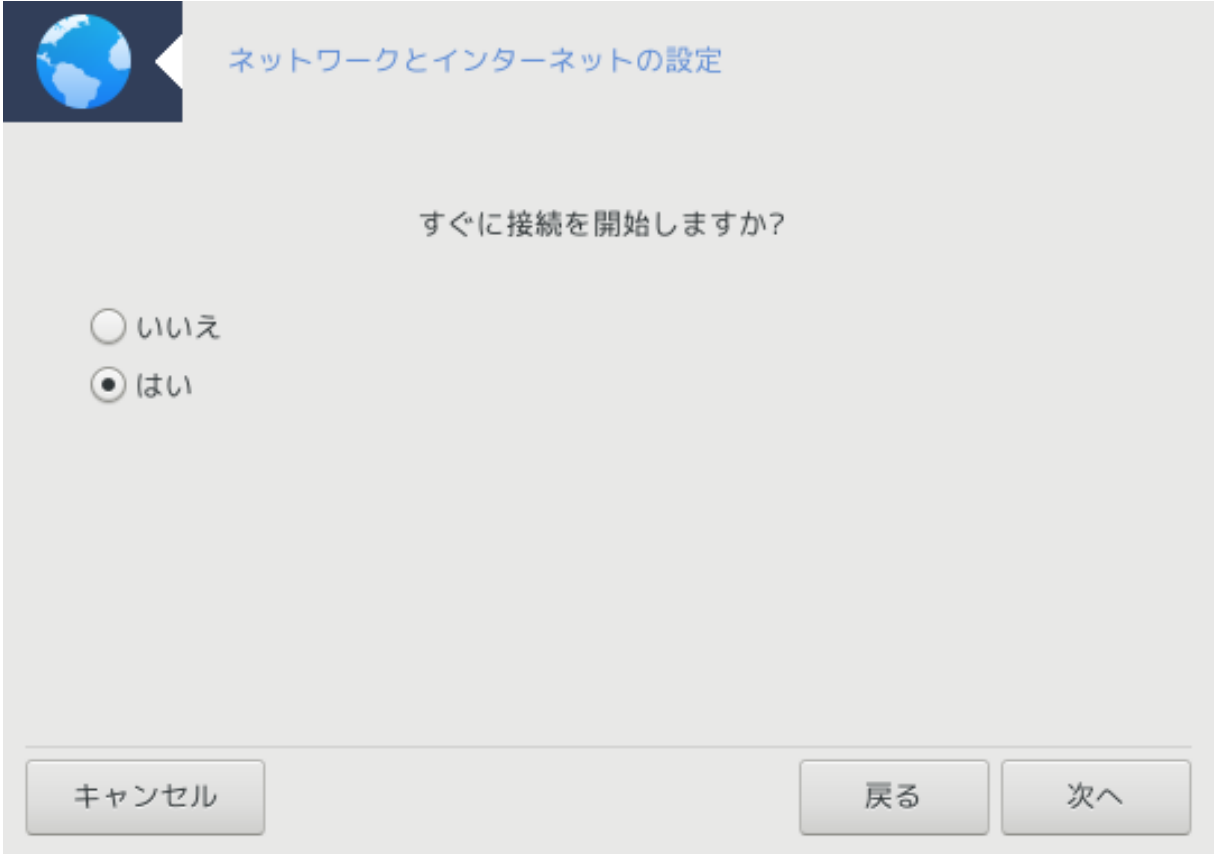 ネットワークとインターネットの設定
すぐに接続を開始しますか?
いいえ
はい
キャンセル
戻る
次へ